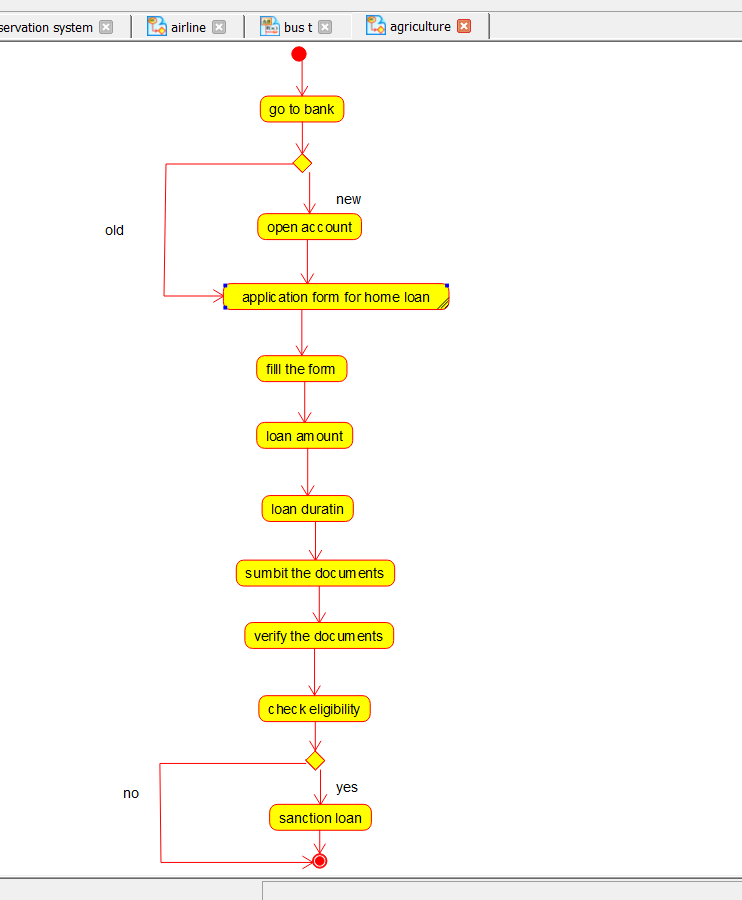 servation system
airline
bus t
agriculture
go to bank
new
old
open account
application form for home loan
filll the form
loan amount
loan duratin
sumbit the documents
verify the documents
check eligibility
yes
no
sanction loan